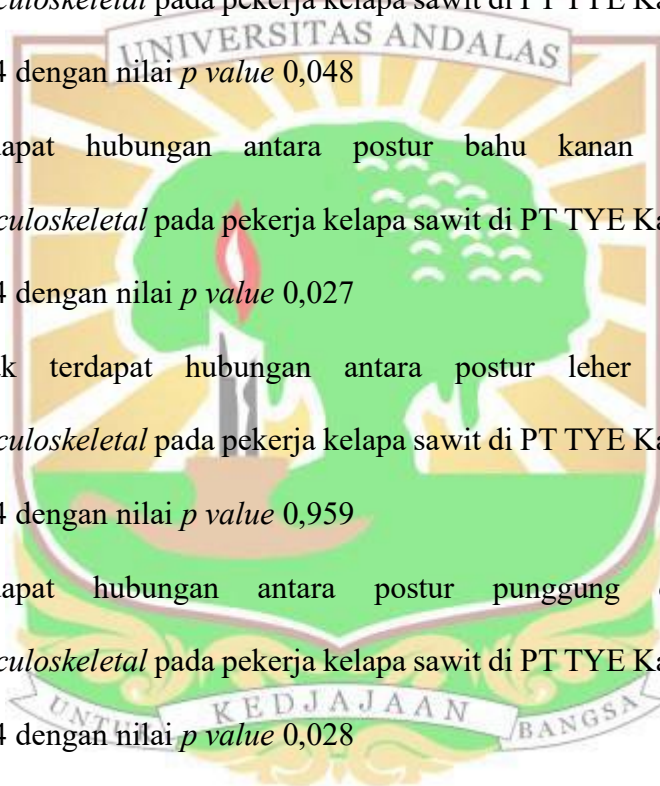 culoskeletal pada pekerja kelapa sawit di PT TYE Ka
UNIVERSITAS ANDALAS
4 dengan nilai p value 0,048
apat hubungan antara postur bahu kanan
culoskeletal pada pekerja kelapa sawit di PT TYE Ka
4 dengan nilai p value 0,027
k terdapat hubungan antara postur leher
culoskeletal pada pekerja kelapa sawit di PT TYE Ka
4 dengan nilai p value 0,959
apat hubungan antara postur punggung
culoskeletal pada pekerja kelapa sawit di PT TYE Ka
UNTUK KEDJAJAAN BANGSA
4 dengan nilai p value 0,028